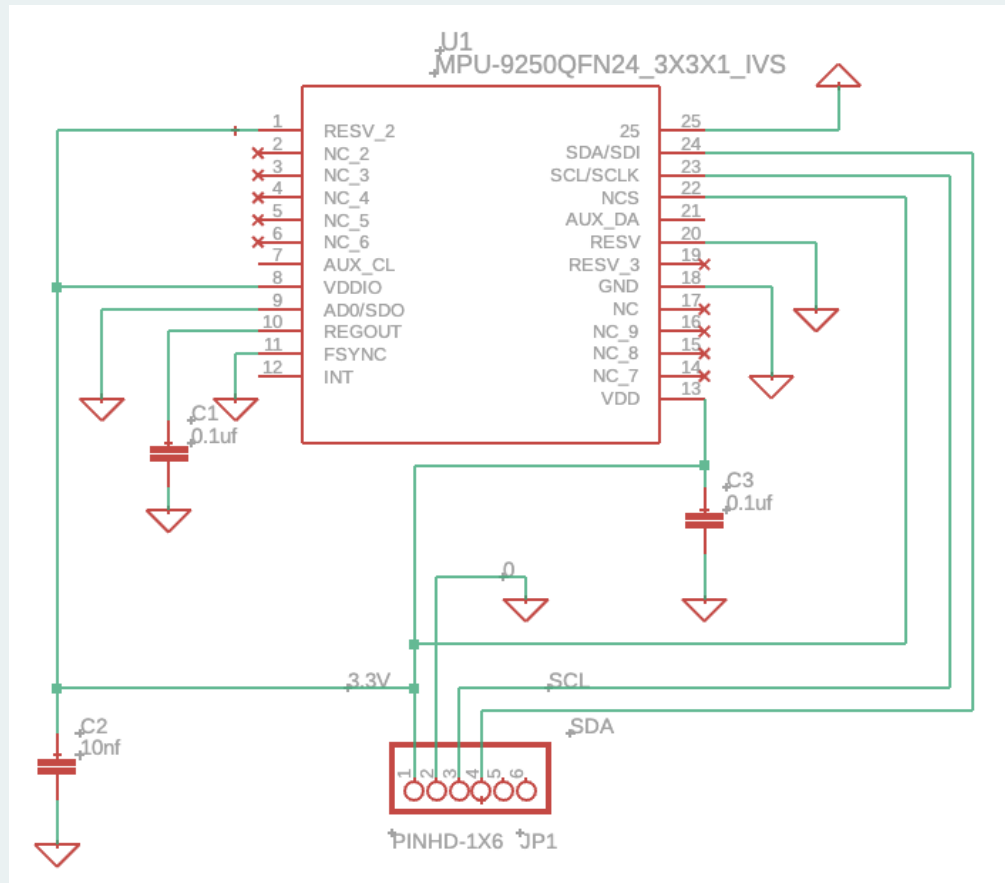 U1
MPU-9250QFN24_3X3X1_IVS
1 RESV_2
2 NC_2
3 NC_3
4 NC_4
5 NC_5
6 NC_6
7 AUX_CL
8 VDDIO
9 AD0/SDO
10 REGOUT
11 FSYNC
12 INT
25 25
SDA/SDI 24
SCL/SCLK 23
NCS 22
AUX_DA 21
RESV 20
RESV_3 19
GND 18
NC 17
NC_9 16
NC_8 15
NC_7 14
VDD 13
C1
0.1uf
C3
0.1uf
0
3.3V
SCL
SDA
C2
10nf
1 2 3 4 5 6
PINHD-1X6 JP1